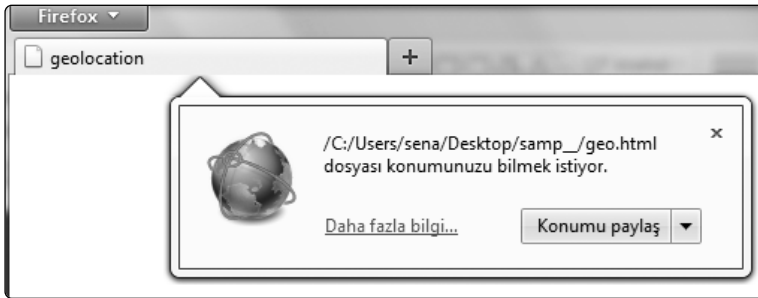 Firefox
geolocation
/C:/Users/sena/Desktop/samp__/geo.html
dosyası konumunuzu bilmek istiyor.
Daha fazla bilgi...
Konumu paylaş